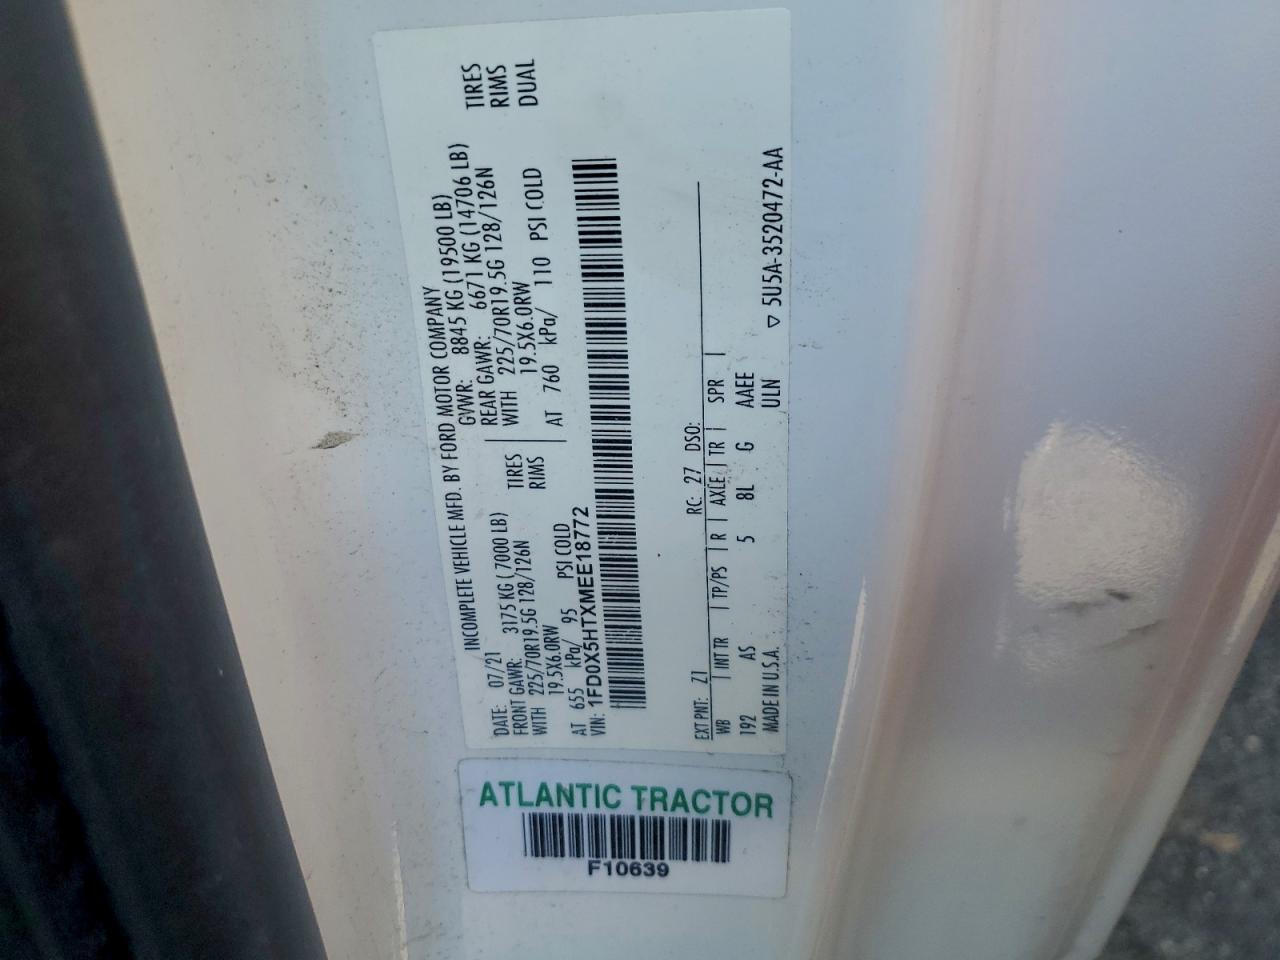 INCOMPLETE VEHICLE MFD. BY FORD MOTOR COMPANY
DATE: 07/21 GVWR: 8845 KG (19500 LB)
FRONT GAWR: 3175 KG ( 7000 LB) REAR GAWR: 6671 KG (14706 LB)
WITH 225/70R19.5G 128/126N TIRES WITH 225/70R19.5G 128/126N TIRES
19.5X6.0RW RIMS 19.5X6.0RW RIMS
AT 655 kPa/ 95 PSI COLD AT 760 kPa/ 110 PSI COLD DUAL
VIN: 1FD0X5HTXMEE18772
EXT PNT: Z1 RC: 27 DSO:
WB INT TR TP/PS R AXLE TR SPR
192 AS 5 8L G AAEE
MADE IN U.S.A. ULN ▽ 5U5A-3520472-AA
ATLANTIC TRACTOR
F10639